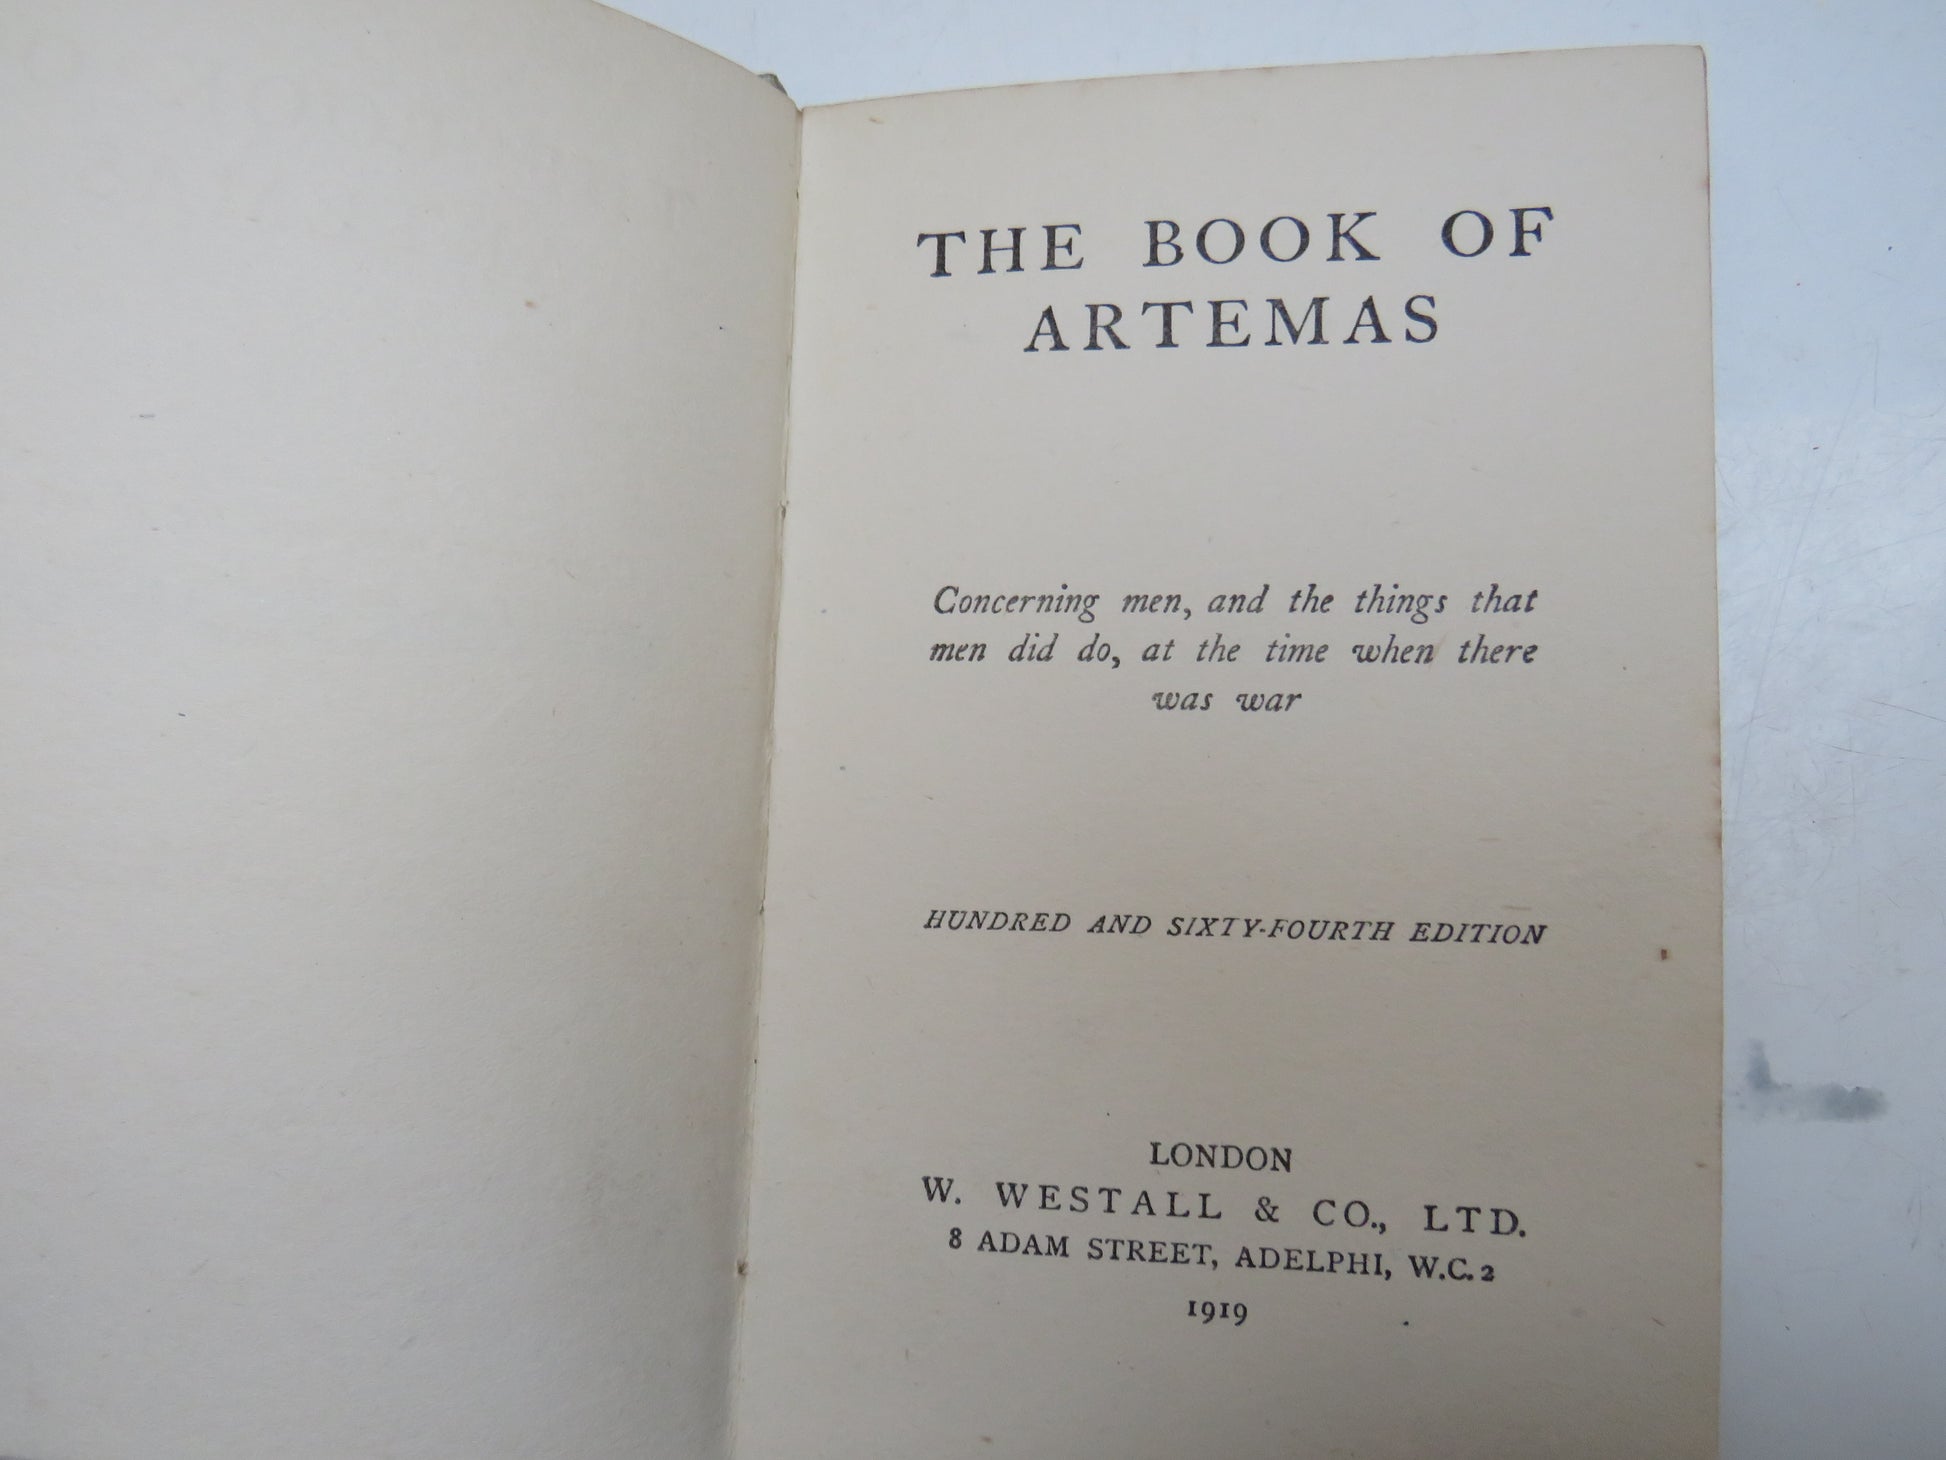 THE BOOK OF
ARTEMAS
Concerning men, and the things that
men did do, at the time when there
was war
HUNDRED AND SIXTY-FOURTH EDITION
LONDON
W. WESTALL & CO., LTD.
8 ADAM STREET, ADELPHI, W.C.2
1919